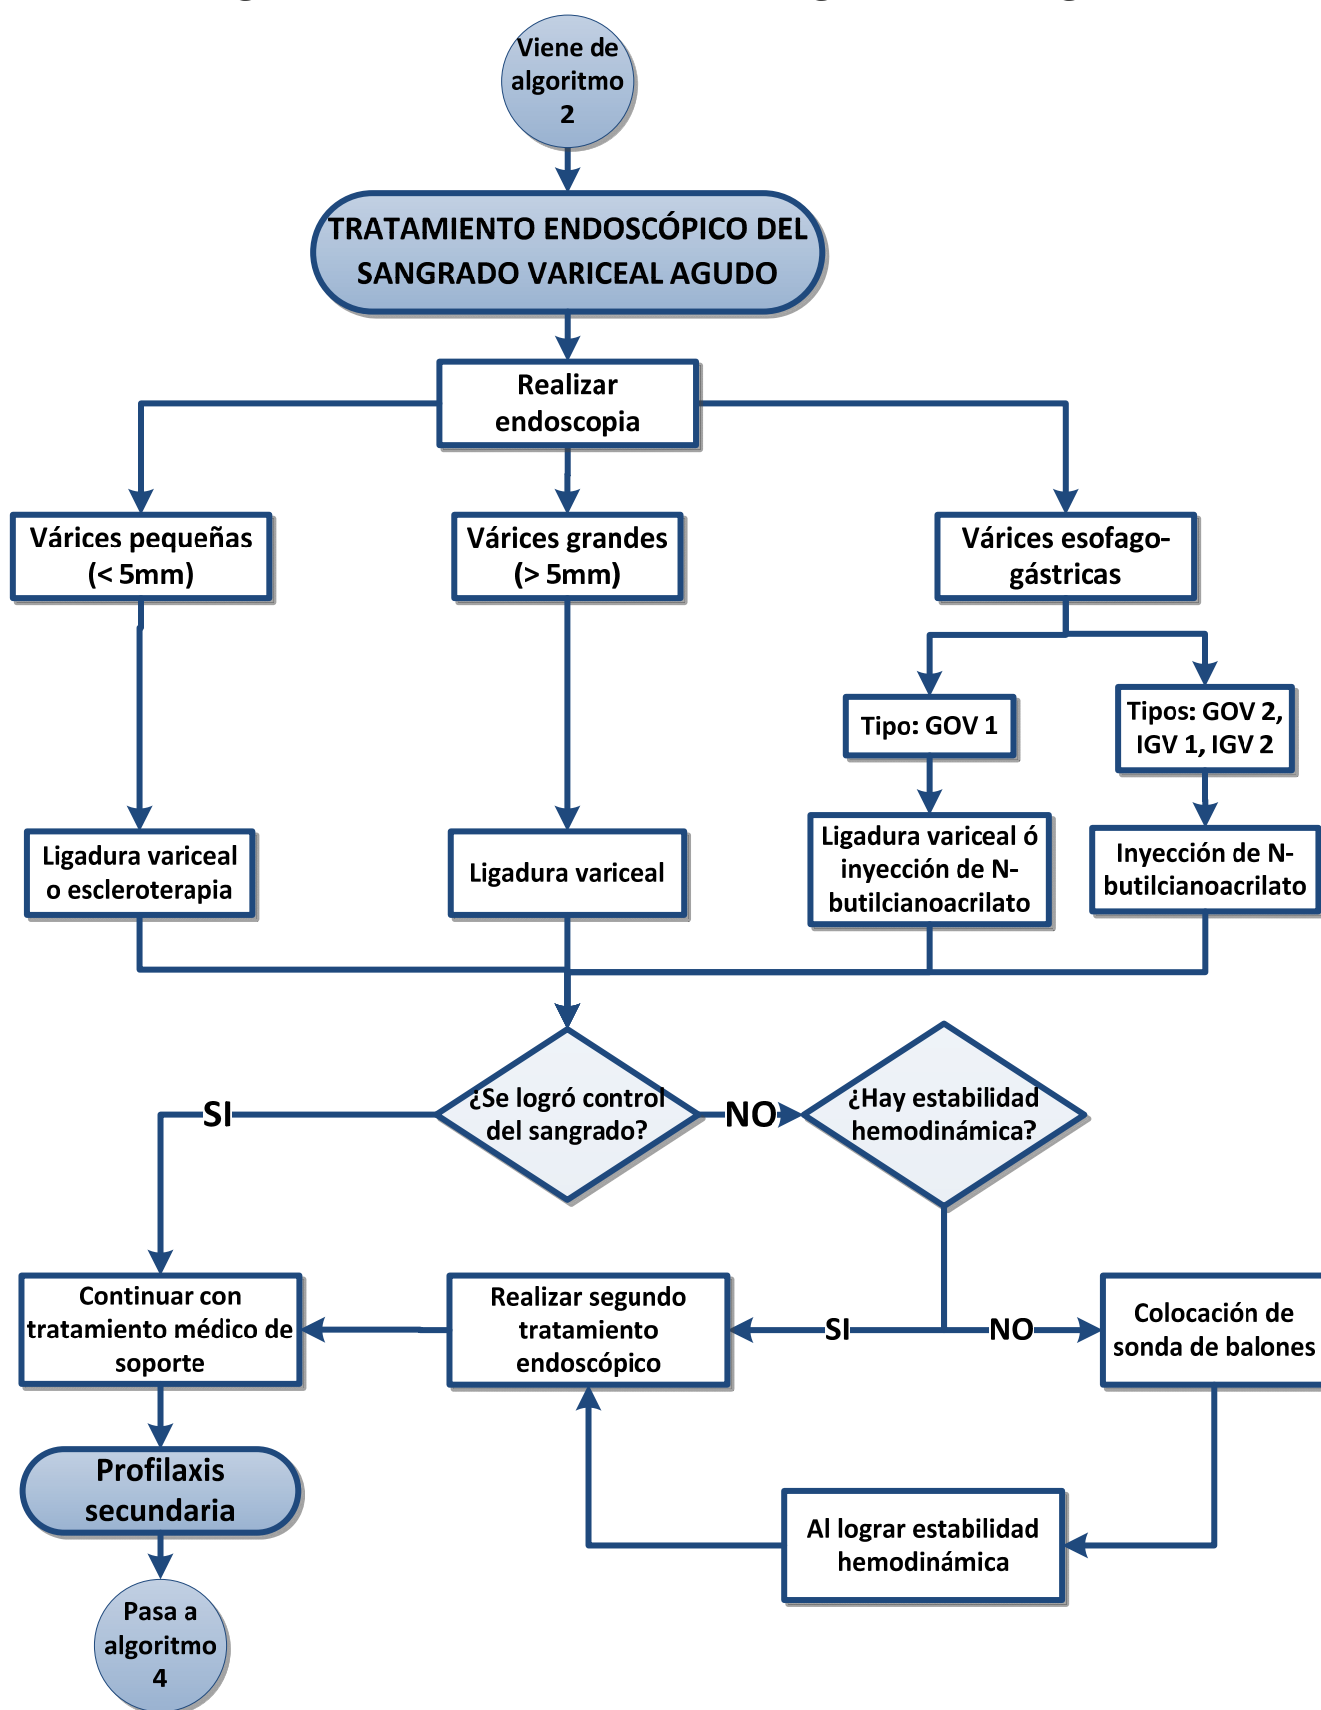 Viene de
algoritmo
2
TRATAMIENTO ENDOSCÓPICO DEL
SANGRADO VARICEAL AGUDO
Realizar
endoscopia
Várices pequeñas
(< 5mm)
Várices grandes
(> 5mm)
Várices esofago-
gástricas
Tipo: GOV 1
Tipos: GOV 2,
IGV 1, IGV 2
Ligadura variceal
o escleroterapia
Ligadura variceal
Ligadura variceal ó
inyección de N-
butilcianoacrilato
Inyección de N-
butilcianoacrilato
SI
¿Se logró control
del sangrado?
NO
¿Hay estabilidad
hemodinámica?
Continuar con
tratamiento médico de
soporte
Realizar segundo
tratamiento
endoscópico
SI
NO
Colocación de
sonda de balones
Profilaxis
secundaria
Al lograr estabilidad
hemodinámica
Pasa a
algoritmo
4